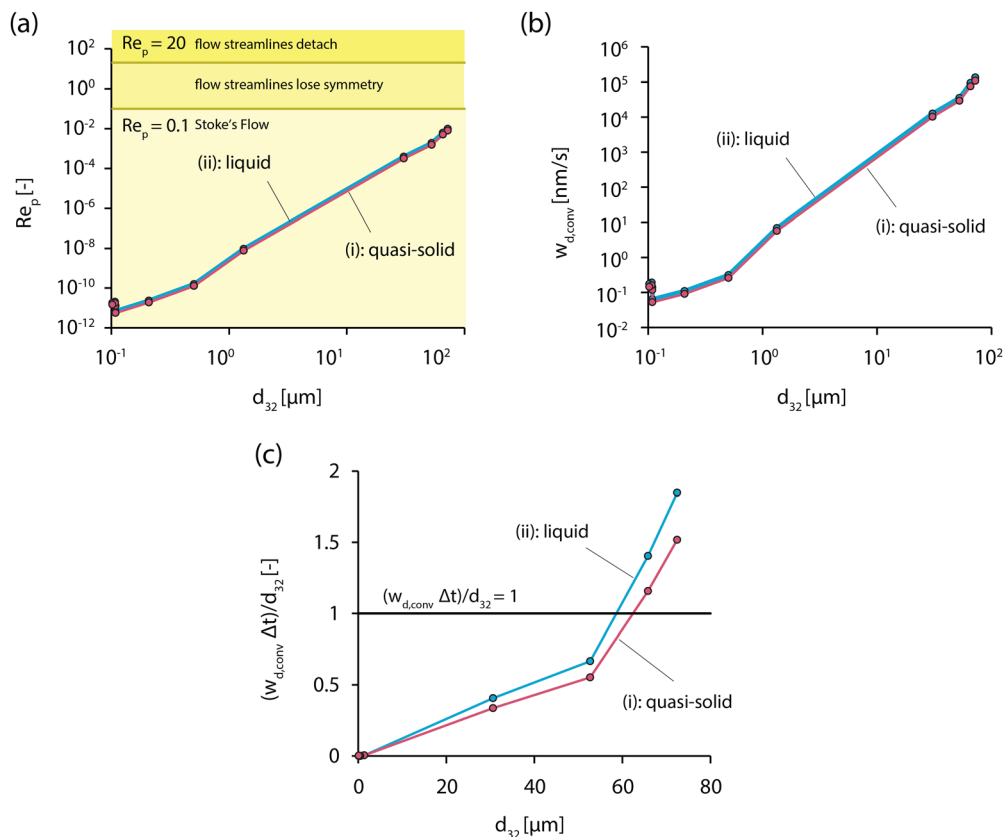 (a)
Re_p [-]
10^2
10^0
10^-2
10^-4
10^-6
10^-8
10^-10
10^-12
Re_p = 20 flow streamlines detach
flow streamlines lose symmetry
Re_p = 0.1 Stoke's Flow
(ii): liquid
(i): quasi-solid
10^-1 10^0 10^1 10^2
d_32 [μm]
(b)
w_d,conv [nm/s]
10^6
10^5
10^4
10^3
10^2
10^1
10^0
10^-1
10^-2
(ii): liquid
(i): quasi-solid
10^-1 10^0 10^1 10^2
d_32 [μm]
(c)
(w_d,conv Δt)/d_32 [-]
2
1.5
1
0.5
0
(ii): liquid
(w_d,conv Δt)/d_32 = 1
(i): quasi-solid
0 20 40 60 80
d_32 [μm]